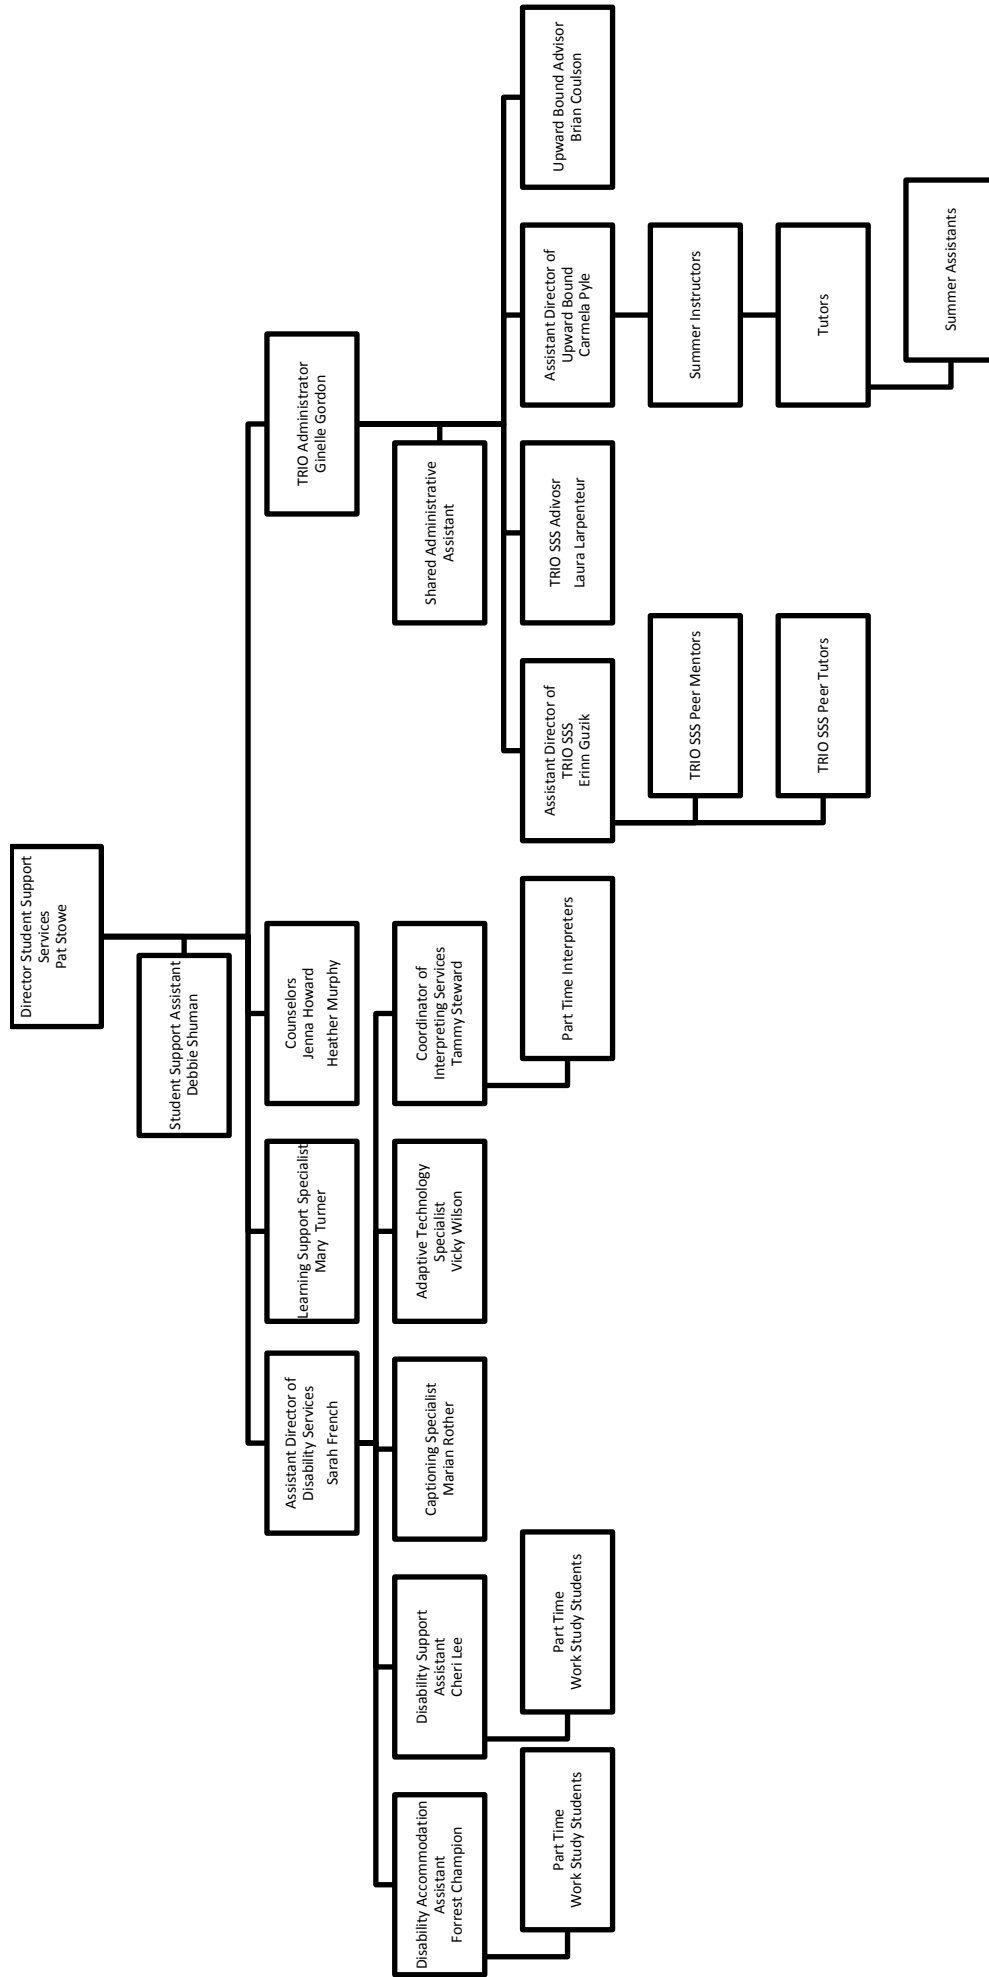 Director Student Support
Services
Pat Stowe
Student Support Assistant
Debbie Shuman
Assistant Director of
Disability Services
Sarah French
Learning Support Specialist
Mary Turner
Counselors
Jenna Howard
Heather Murphy
TRIO Administrator
Ginelle Gordon
Disability Accommodation
Assistant
Forrest Champion
Disability Support
Assistant
Cheri Lee
Captioning Specialist
Marian Rother
Adaptive Technology
Specialist
Vicky Wilson
Coordinator of
Interpreting Services
Tammy Steward
Shared Administrative
Assistant
Part Time
Work Study Students
Part Time
Work Study Students
Part Time Interpreters
Assistant Director of
TRIO SSS
Erinn Guzik
TRIO SSS Adivosr
Laura Larpenteur
Assistant Director of
Upward Bound
Carmela Pyle
Upward Bound Advisor
Brian Coulson
TRIO SSS Peer Mentors
Summer Instructors
TRIO SSS Peer Tutors
Tutors
Summer Assistants